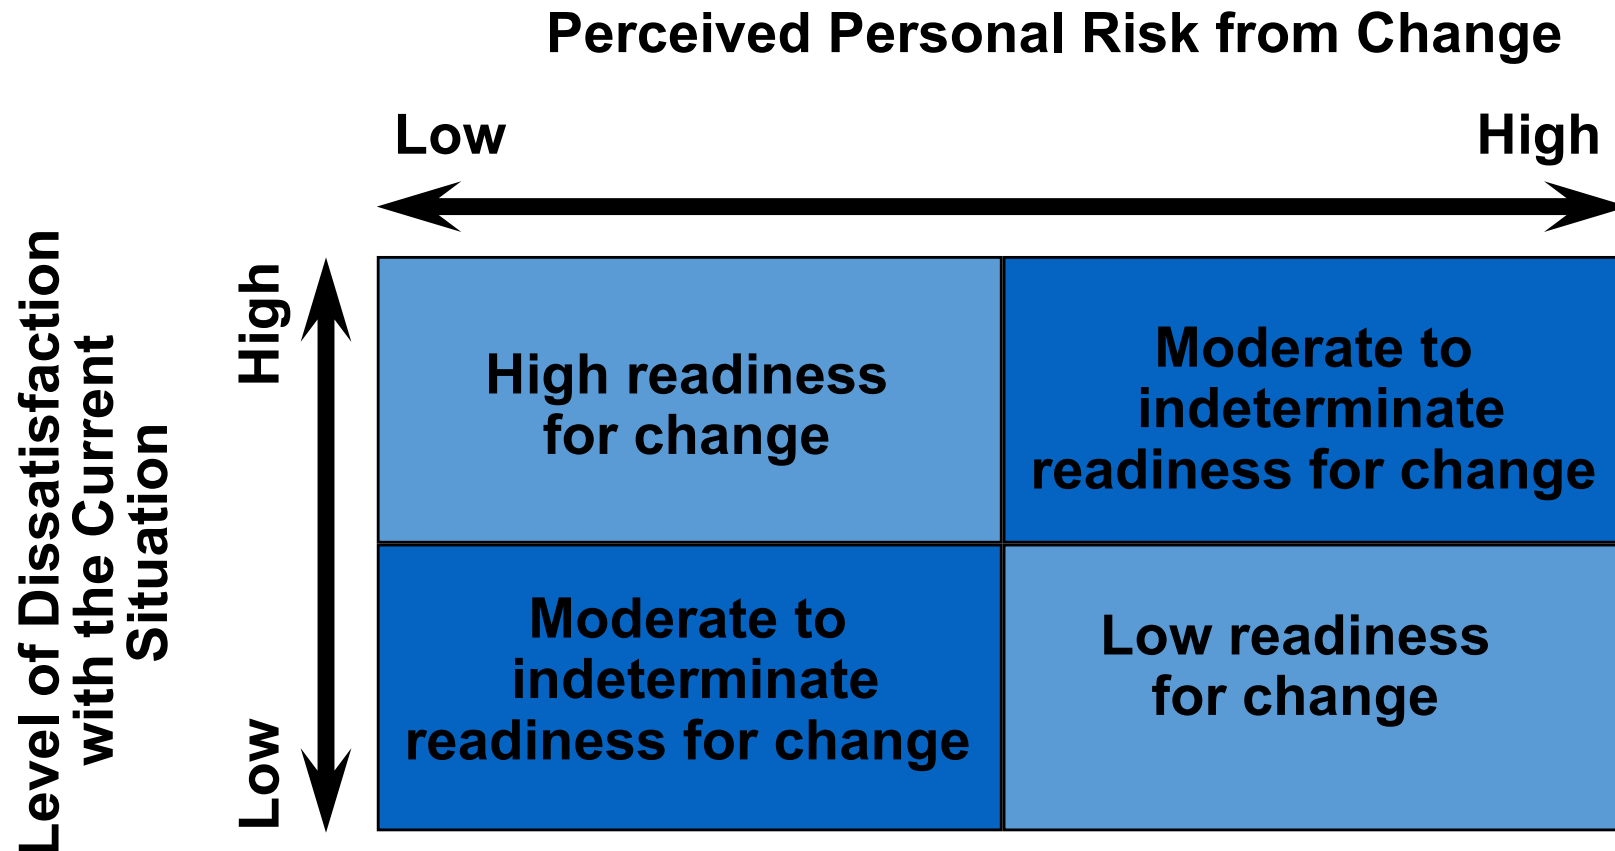 Perceived Personal Risk from Change
Low
High
Level of Dissatisfaction
with the Current
Situation
High
Low
High readiness
for change
Moderate to
indeterminate
readiness for change
Moderate to
indeterminate
readiness for change
Low readiness
for change